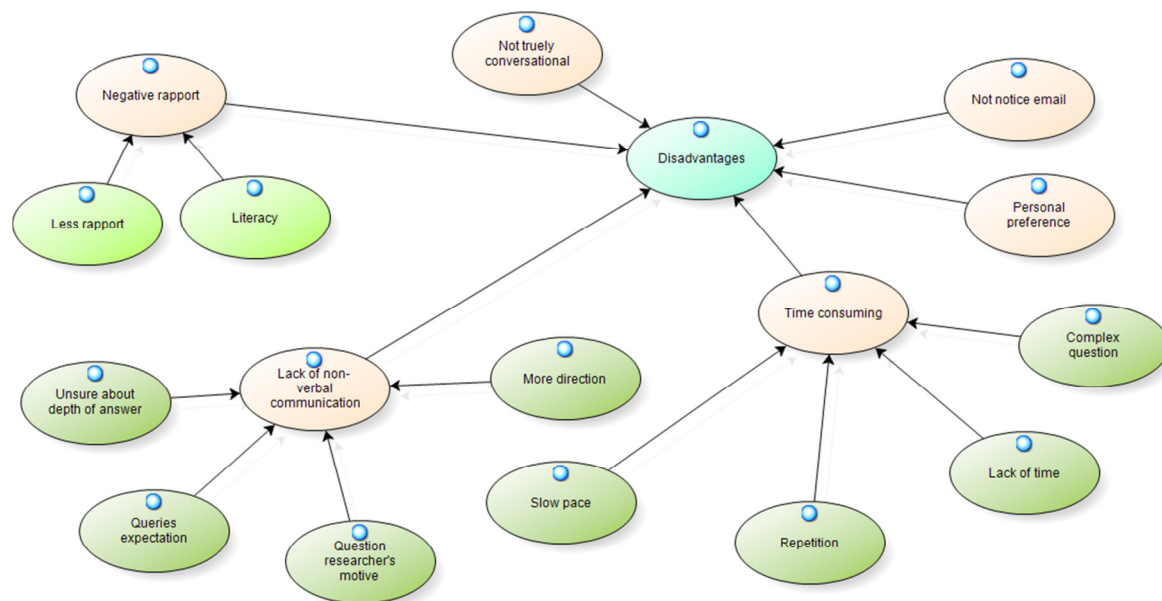 Not truely
conversational
Negative rapport
Not notice email
Disadvantages
Less rapport
Literacy
Personal
preference
Time consuming
Complex
question
Lack of non-
verbal
communication
More direction
Unsure about
depth of answer
Lack of time
Slow pace
Queries
expectation
Repetition
Question
researcher's
motive